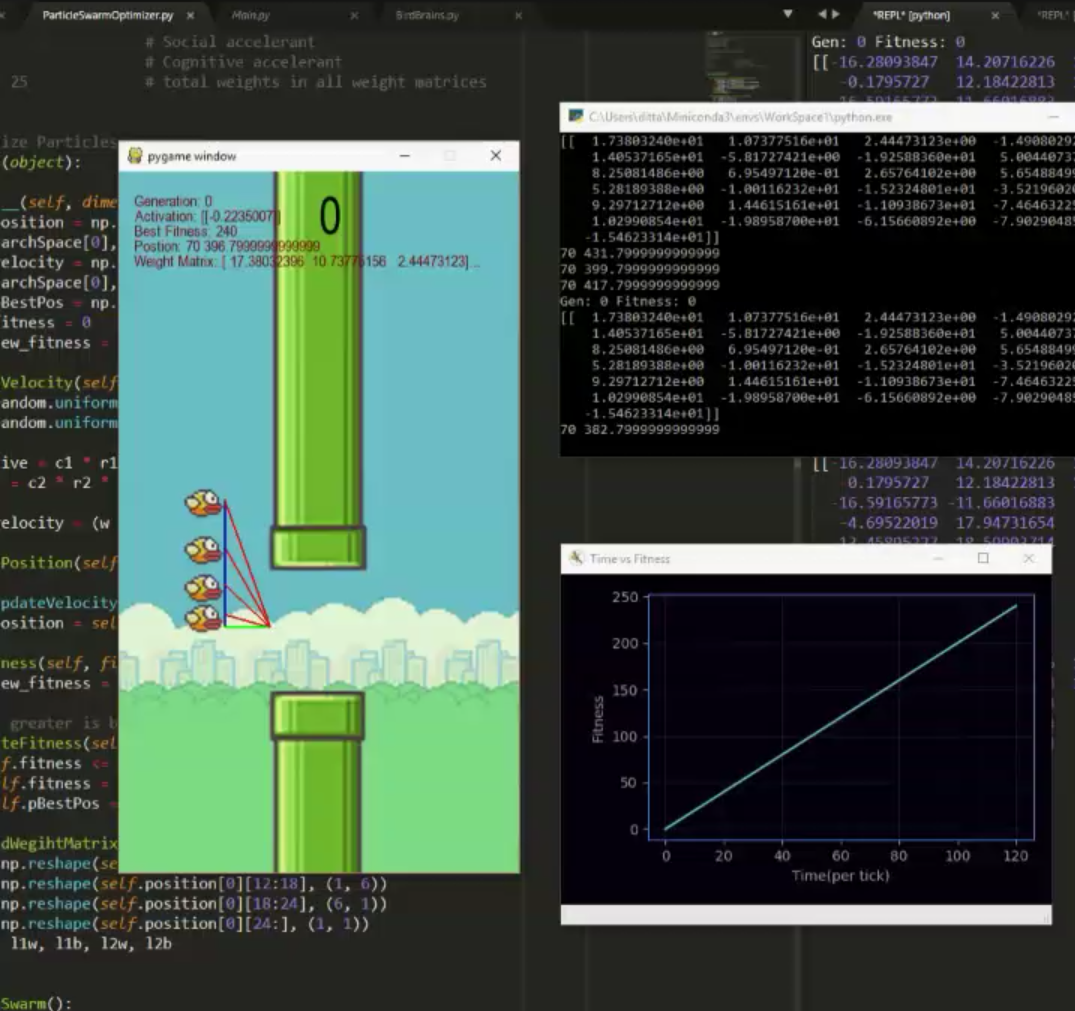 ParticleSwarmOptimizer.py
Main.py
BirdBrains.py
*REPL* [python]
*REPL*
# Social accelerant
# Cognitive accelerant
25 # total weights in all weight matrices
ize Particles
(object):
__(self, dime
osition = np.
archSpace[0],
elocity = np.
archSpace[0],
BestPos = np.
itness = 0
ew_fitness =
Velocity(self
andom.uniform
andom.uniform
ive = c1 * r1
= c2 * r2 *
elocity = (w
Position(self
pdateVelocity
osition = sel
ness(self, fi
ew_fitness =
greater is b
teFitness(sel
f.fitness <=
lf.fitness =
lf.pBestPos =
dWegihtMatrix
np.reshape(se
np.reshape(self.position[0][12:18], (1, 6))
np.reshape(self.position[0][18:24], (6, 1))
np.reshape(self.position[0][24:], (1, 1))
l1w, l1b, l2w, l2b
Swarm():
pygame window
Generation: 0
Activation: [[-0.2235007]]
Best Fitness: 240
Postion: 70 396.7999999999999
Weight Matrix: [ 17.38032396 10.73776156 2.44473123]...
0
Gen: 0 Fitness: 0
[[-16.28093847 14.20716226
-0.1795727 12.18422813
-16.59165773 -11.66016883
C:\Users\ditta\Miniconda3\envs\WorkSpace1\python.exe
[[ 1.73803240e+01 1.07377516e+01 2.44473123e+00 -1.49080292
1.40537165e+01 -5.81727421e+00 -1.92588360e+01 5.0044073
8.25081486e+00 6.95497120e-01 2.65764102e+00 5.6548849
5.28189388e+00 -1.00116232e+01 -1.52324801e+01 -3.5219602
9.29712712e+00 1.44615161e+01 -1.10938673e+01 -7.4646322
1.02990854e+01 -1.98958700e+01 -6.15660892e+00 -7.9029048
-1.54623314e+01]]
70 431.7999999999999
70 399.7999999999999
70 417.7999999999999
Gen: 0 Fitness: 0
[[ 1.73803240e+01 1.07377516e+01 2.44473123e+00 -1.49080292
1.40537165e+01 -5.81727421e+00 -1.92588360e+01 5.0044073
8.25081486e+00 6.95497120e-01 2.65764102e+00 5.6548849
5.28189388e+00 -1.00116232e+01 -1.52324801e+01 -3.5219602
9.29712712e+00 1.44615161e+01 -1.10938673e+01 -7.4646322
1.02990854e+01 -1.98958700e+01 -6.15660892e+00 -7.9029048
-1.54623314e+01]]
70 382.7999999999999
[[-16.28093847 14.20716226
-0.1795727 12.18422813
-16.59165773 -11.66016883
-4.69522019 17.94731654
Time vs Fitness
250
200
150
100
50
0
Fitness
0 20 40 60 80 100 120
Time(per tick)